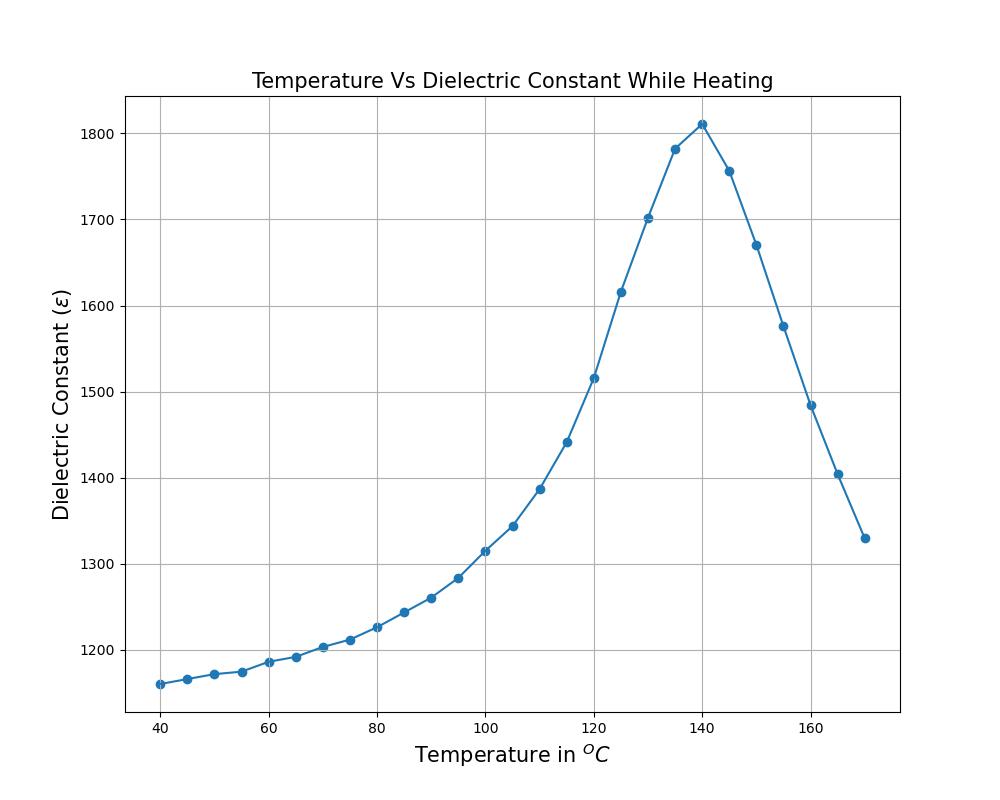 Temperature Vs Dielectric Constant While Heating
Dielectric Constant (ε)
1800
1700
1600
1500
1400
1300
1200
40 60 80 100 120 140 160
Temperature in ᴼC